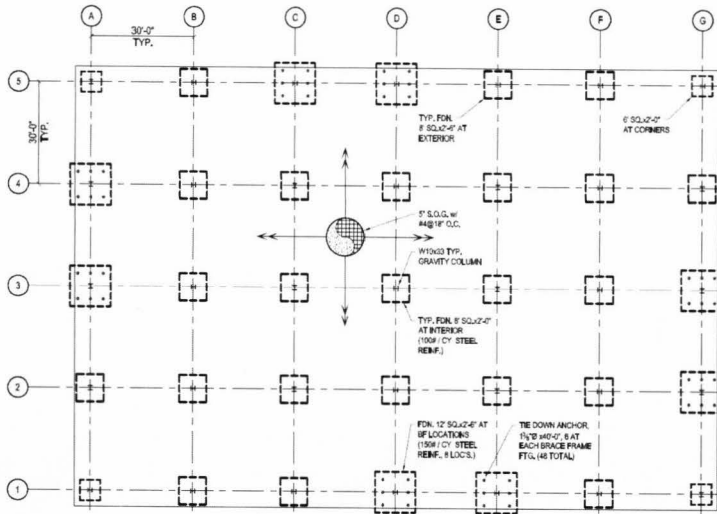 A B C D E F G
30'-0"
TYP.
5
30'-0"
TYP.
TYP. FDN.
8' SQ.x2'-6" AT
EXTERIOR
6' SQ.x2'-0"
AT CORNERS
4
5" S.O.G. w/
#4@18" O.C.
W10x33 TYP.
GRAVITY COLUMN
3
TYP. FDN. 8' SQ.x2'-0"
AT INTERIOR
(100# / CY STEEL
REINF.)
2
FDN. 12' SQ.x2'-6" AT
BF LOCATIONS
(150# / CY STEEL
REINF., 8 LOC'S.)
TIE DOWN ANCHOR,
x40'-0", 6 AT
EACH BRACE FRAME
FTG. (48 TOTAL)
1